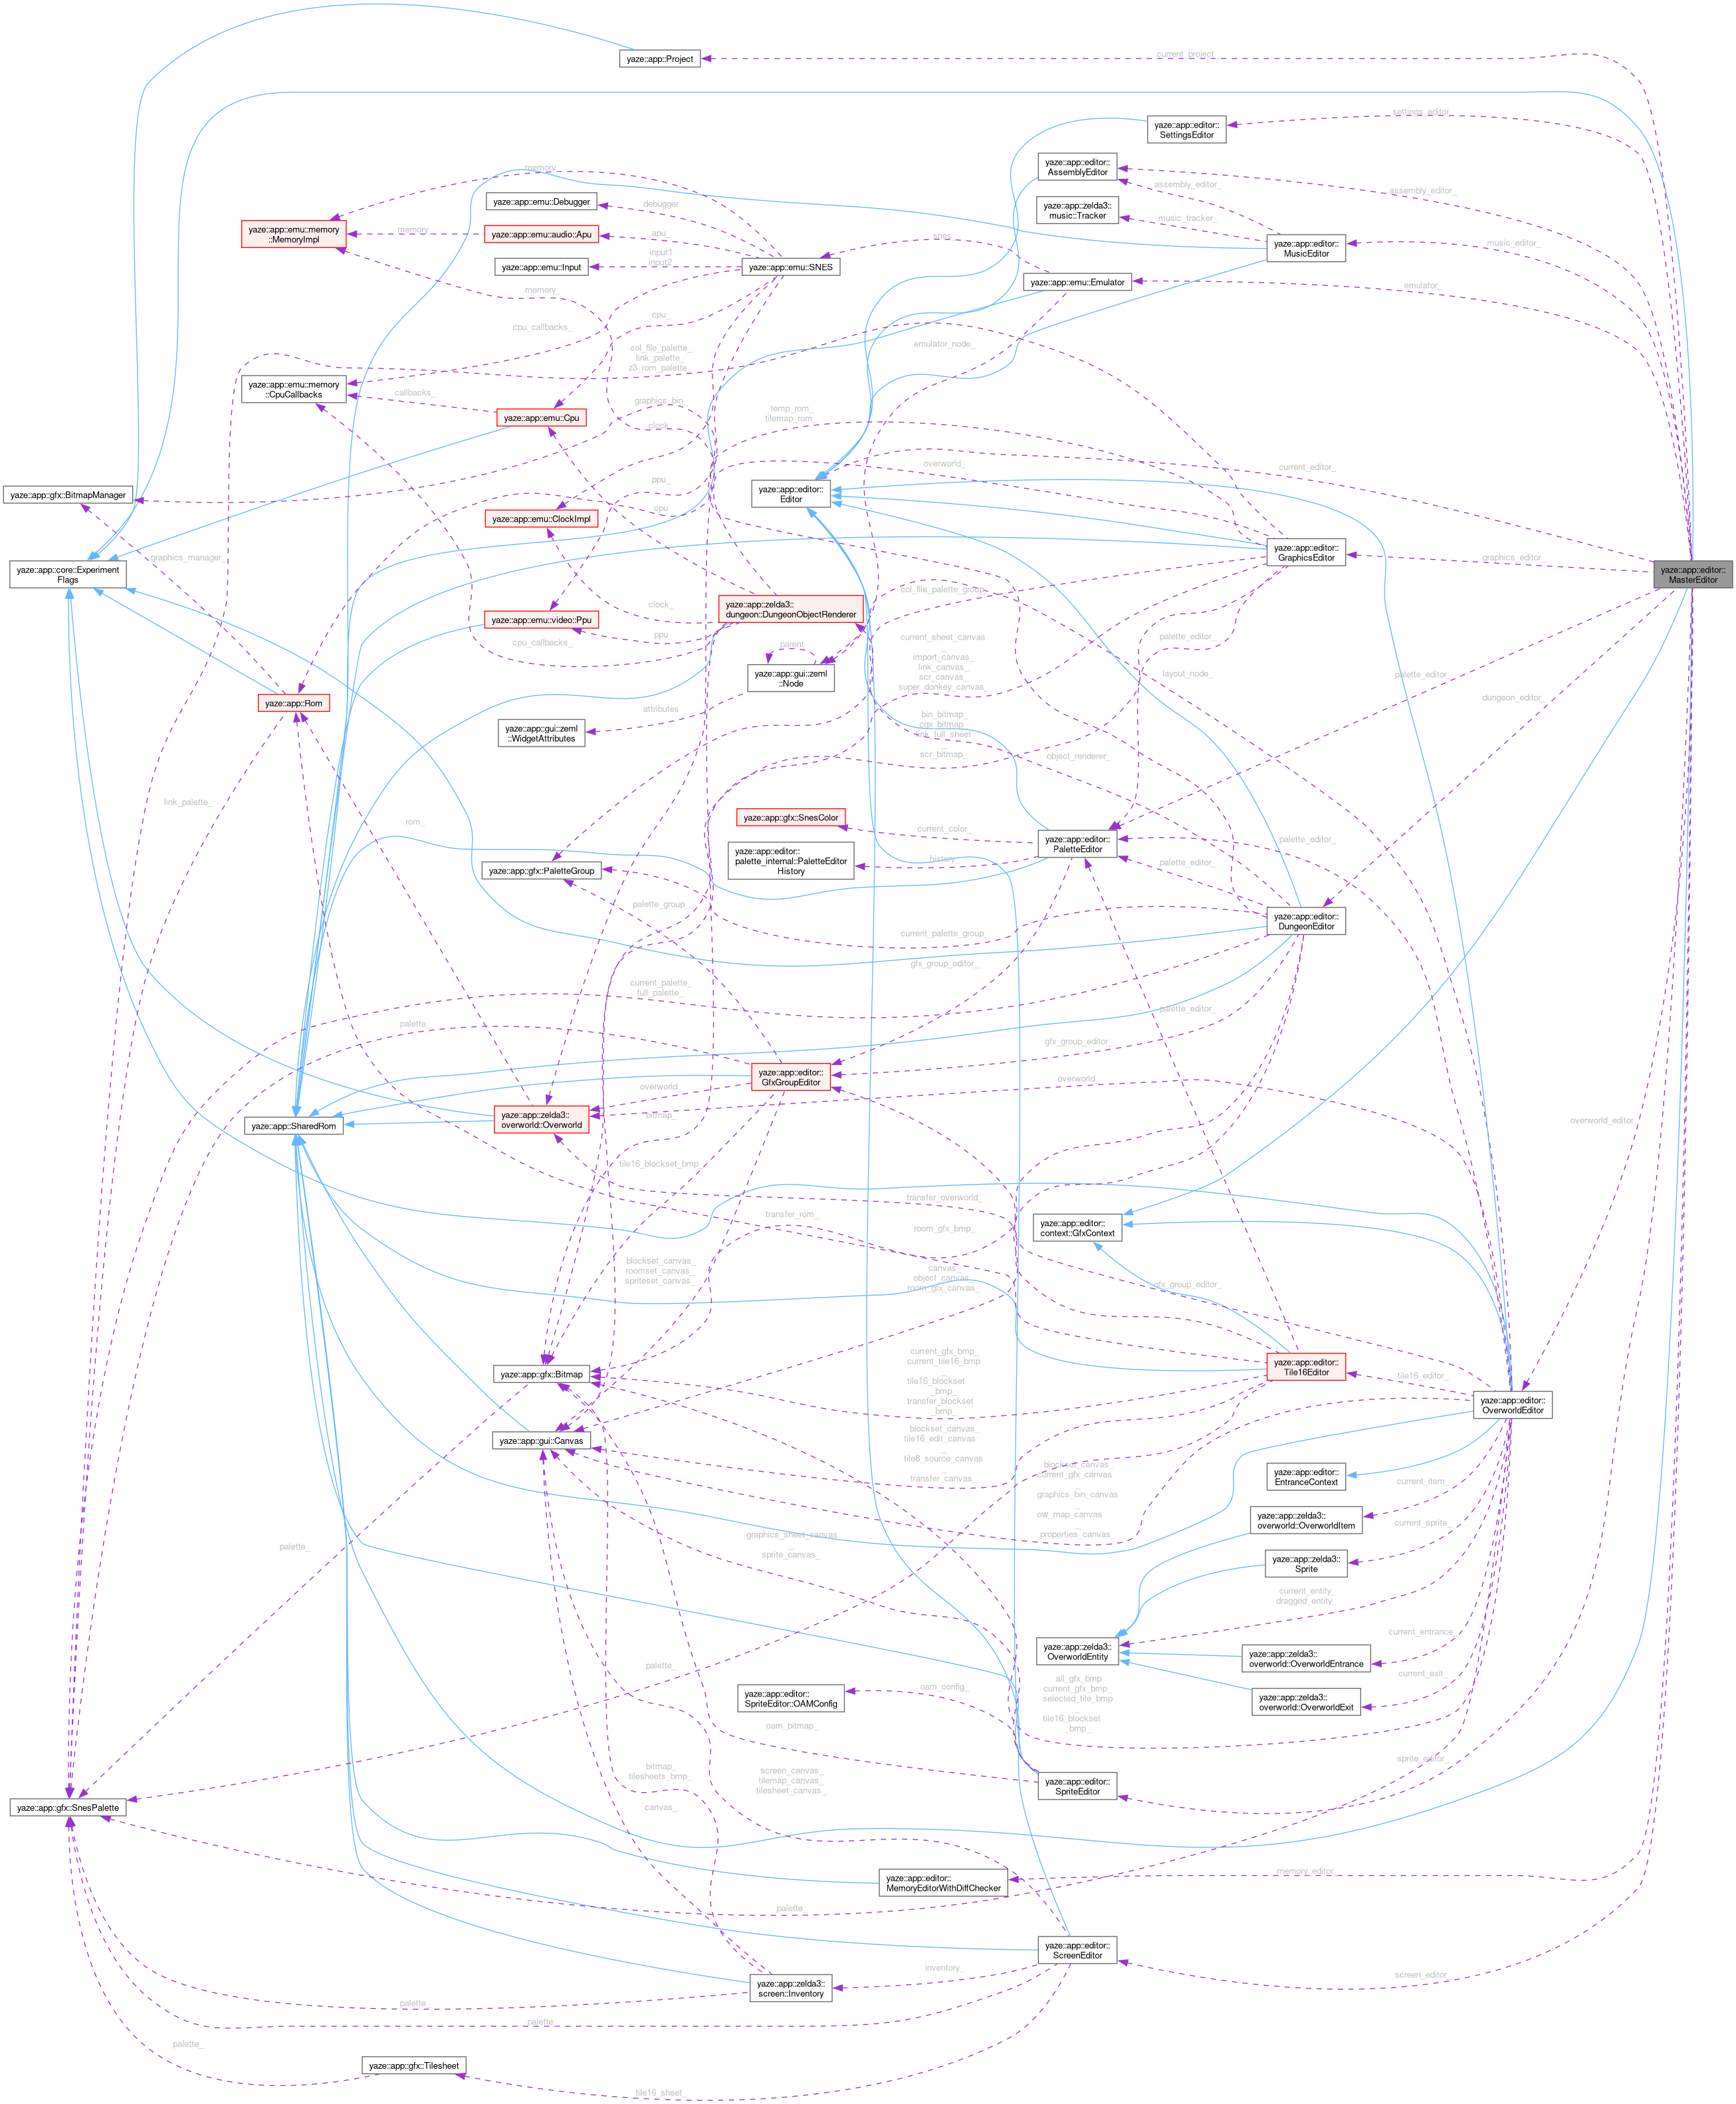 current_project_
yaze::app::Project
settings_editor_
yaze::app::editor::
SettingsEditor
yaze::app::editor::
AssemblyEditor
memory_
assembly_editor_
assembly_editor_
yaze::app::emu::Debugger
debugger
yaze::app::zelda3::
music::Tracker
music_tracker_
yaze::app::emu::memory
::MemoryImpl
memory
yaze::app::emu::audio::Apu
apu_
snes_
yaze::app::editor::
MusicEditor
music_editor_
yaze::app::emu::Input
input1
input2
yaze::app::emu::SNES
yaze::app::emu::Emulator
emulator_
memory_
cpu_callbacks_
cpu_
col_file_palette_
link_palette_
z3_rom_palette_
emulator_node_
yaze::app::emu::memory
::CpuCallbacks
callbacks_
yaze::app::emu::Cpu
graphics_bin_
clock_
temp_rom_
tilemap_rom_
yaze::app::gfx::BitmapManager
ppu_
yaze::app::editor::
Editor
overworld_
current_editor_
yaze::app::emu::ClockImpl
cpu
graphics_manager_
yaze::app::core::Experiment
Flags
yaze::app::editor::
GraphicsEditor
graphics_editor_
yaze::app::editor::
MasterEditor
col_file_palette_group_
yaze::app::emu::video::Ppu
clock_
yaze::app::zelda3::
dungeon::DungeonObjectRenderer
cpu_callbacks_
ppu
parent
current_sheet_canvas
_
import_canvas_
link_canvas_
scr_canvas_
super_donkey_canvas_
palette_editor_
layout_node_
palette_editor_
dungeon_editor_
yaze::app::gui::zeml
::Node
yaze::app::Rom
attributes
yaze::app::gui::zeml
::WidgetAttributes
bin_bitmap_
cgx_bitmap_
link_full_sheet
_
scr_bitmap_
object_renderer_
link_palette_
rom_
yaze::app::gfx::SnesColor
current_color_
yaze::app::editor::
PaletteEditor
palette_editor_
yaze::app::editor::
palette_internal::PaletteEditor
History
history_
palette_editor_
yaze::app::gfx::PaletteGroup
palette_group_
current_palette_group_
yaze::app::editor::
DungeonEditor
gfx_group_editor_
current_palette_
full_palette_
palette_editor_
palette
gfx_group_editor_
yaze::app::editor::
GfxGroupEditor
overworld_
overworld_
yaze::app::zelda3::
overworld::Overworld
bitmap_
yaze::app::SharedRom
overworld_editor_
tile16_blockset_bmp_
transfer_overworld_
transfer_rom_
room_gfx_bmp_
yaze::app::editor::
context::GfxContext
blockset_canvas_
roomset_canvas_
spriteset_canvas_
canvas_
object_canvas_
room_gfx_canvas_
gfx_group_editor_
yaze::app::gfx::Bitmap
current_gfx_bmp_
current_tile16_bmp
_
tile16_blockset
_bmp_
transfer_blockset
_bmp_
yaze::app::editor::
Tile16Editor
tile16_editor_
yaze::app::editor::
OverworldEditor
yaze::app::gui::Canvas
blockset_canvas_
tile16_edit_canvas
_
tile8_source_canvas
_
transfer_canvas_
blockset_canvas_
current_gfx_canvas
_
graphics_bin_canvas
_
ow_map_canvas
_
properties_canvas_
yaze::app::editor::
EntranceContext
current_item_
yaze::app::zelda3::
overworld::OverworldItem
current_sprite_
palette_
graphics_sheet_canvas
_
sprite_canvas_
yaze::app::zelda3::
Sprite
current_entity_
dragged_entity_
yaze::app::zelda3::
OverworldEntity
current_entrance_
yaze::app::zelda3::
overworld::OverworldEntrance
palette_
all_gfx_bmp
current_gfx_bmp_
selected_tile_bmp
_
tile16_blockset
_bmp_
current_exit_
yaze::app::zelda3::
overworld::OverworldExit
yaze::app::editor::
SpriteEditor::OAMConfig
oam_config_
oam_bitmap_
sprite_editor_
bitmap_
tilesheets_bmp_
screen_canvas_
tilemap_canvas_
tilesheet_canvas_
yaze::app::editor::
SpriteEditor
yaze::app::gfx::SnesPalette
canvas_
yaze::app::editor::
MemoryEditorWithDiffChecker
memory_editor_
palette_
yaze::app::editor::
ScreenEditor
screen_editor_
inventory_
yaze::app::zelda3::
screen::Inventory
palette_
palette_
palette_
yaze::app::gfx::Tilesheet
tile16_sheet_